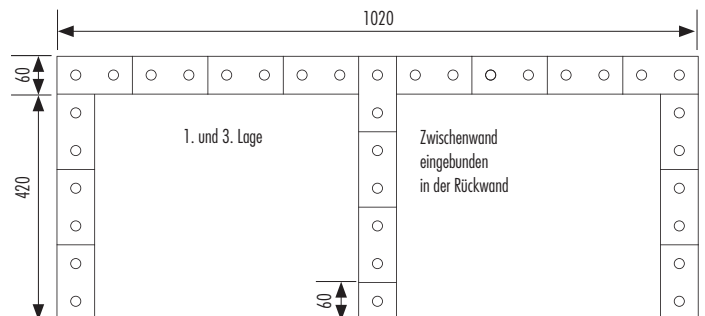 1020
60
1. und 3. Lage
Zwischenwand
eingebunden
in der Rückwand
420
60